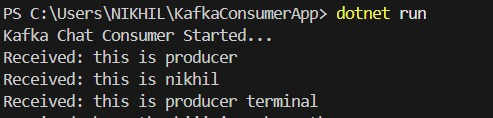 PS C:\Users\NIKHIL\KafkaConsumerApp> dotnet run
Kafka Chat Consumer Started...
Received: this is producer
Received: this is nikhil
Received: this is producer terminal